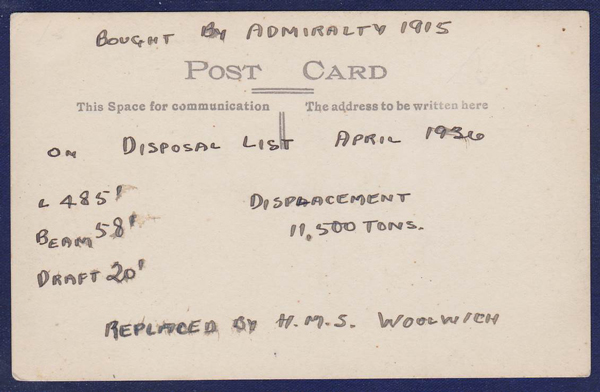 BOUGHT BY ADMIRALTY 1915
POST CARD
This Space for communication The address to be written here
ON DISPOSAL LIST APRIL 1936
L 485'
DISPLACEMENT
BEAM 58'
11,500 TONS.
DRAFT 20'
REPLACED BY H.M.S. WOOLWICH